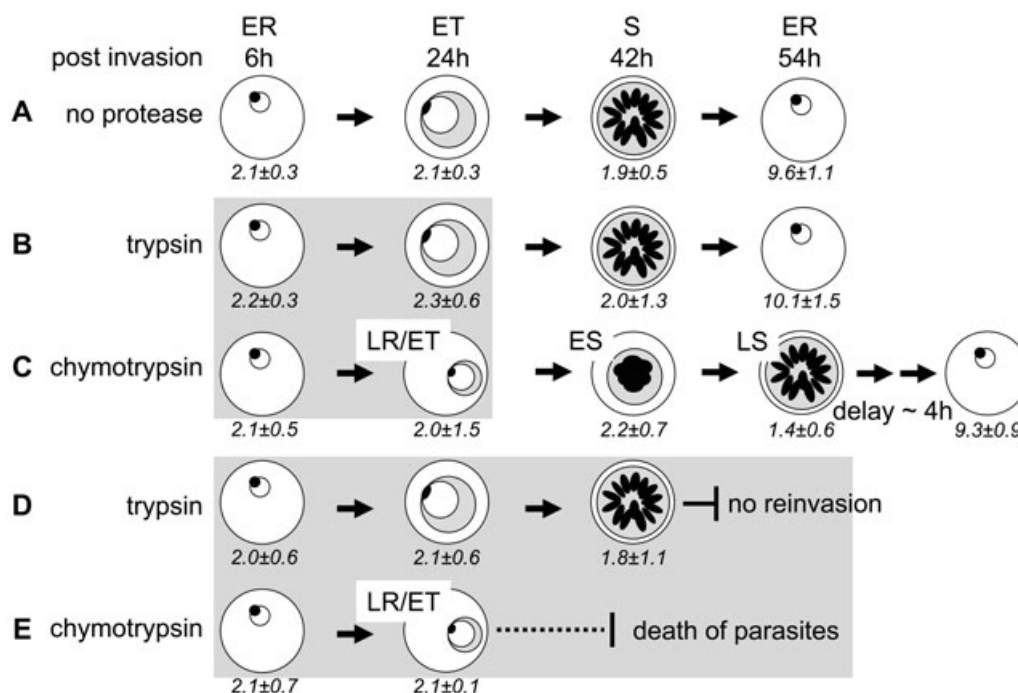 ER ET S ER
post invasion 6h 24h 42h 54h
A no protease
2.1±0.3 2.1±0.3 1.9±0.5 9.6±1.1
B trypsin
2.2±0.3 2.3±0.6 2.0±1.3 10.1±1.5
LR/ET ES LS
C chymotrypsin
delay ~ 4h
2.1±0.5 2.0±1.5 2.2±0.7 1.4±0.6 9.3±0.9
D trypsin no reinvasion
2.0±0.6 2.1±0.6 1.8±1.1
LR/ET
E chymotrypsin death of parasites
2.1±0.7 2.1±0.1